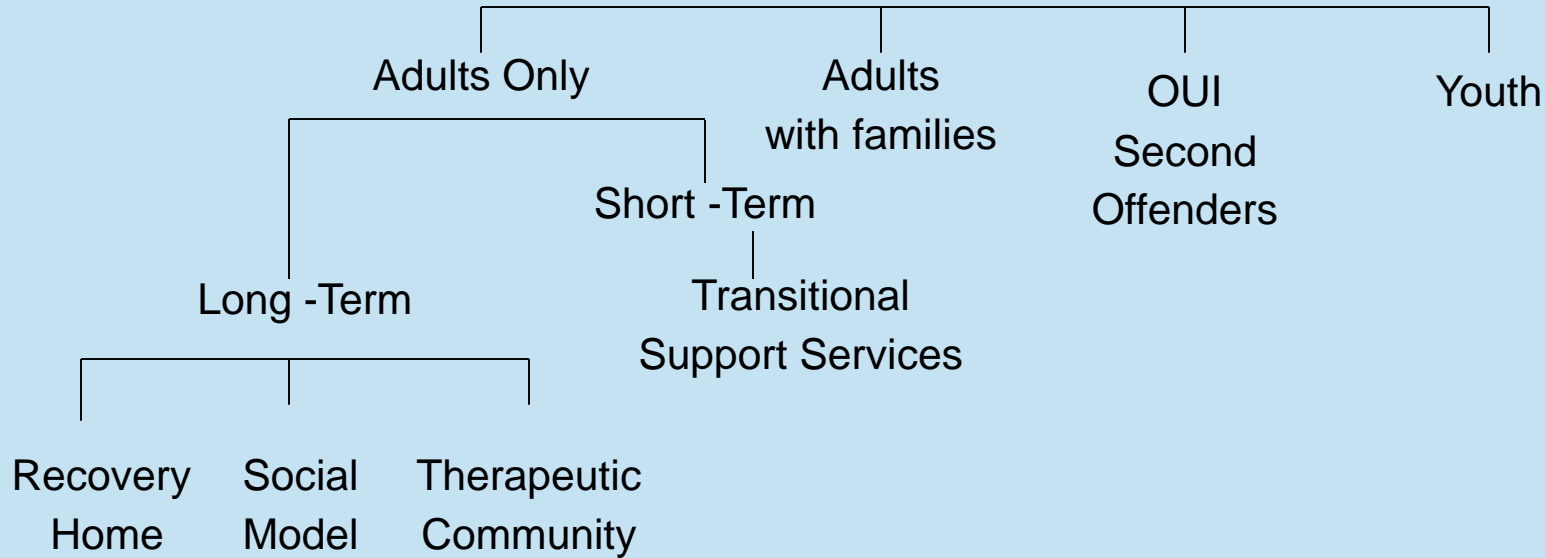 Adults Only
Adults
with families
OUI
Second
Offenders
Youth
Short -Term
Long -Term
Transitional
Support Services
Recovery
Home
Social
Model
Therapeutic
Community